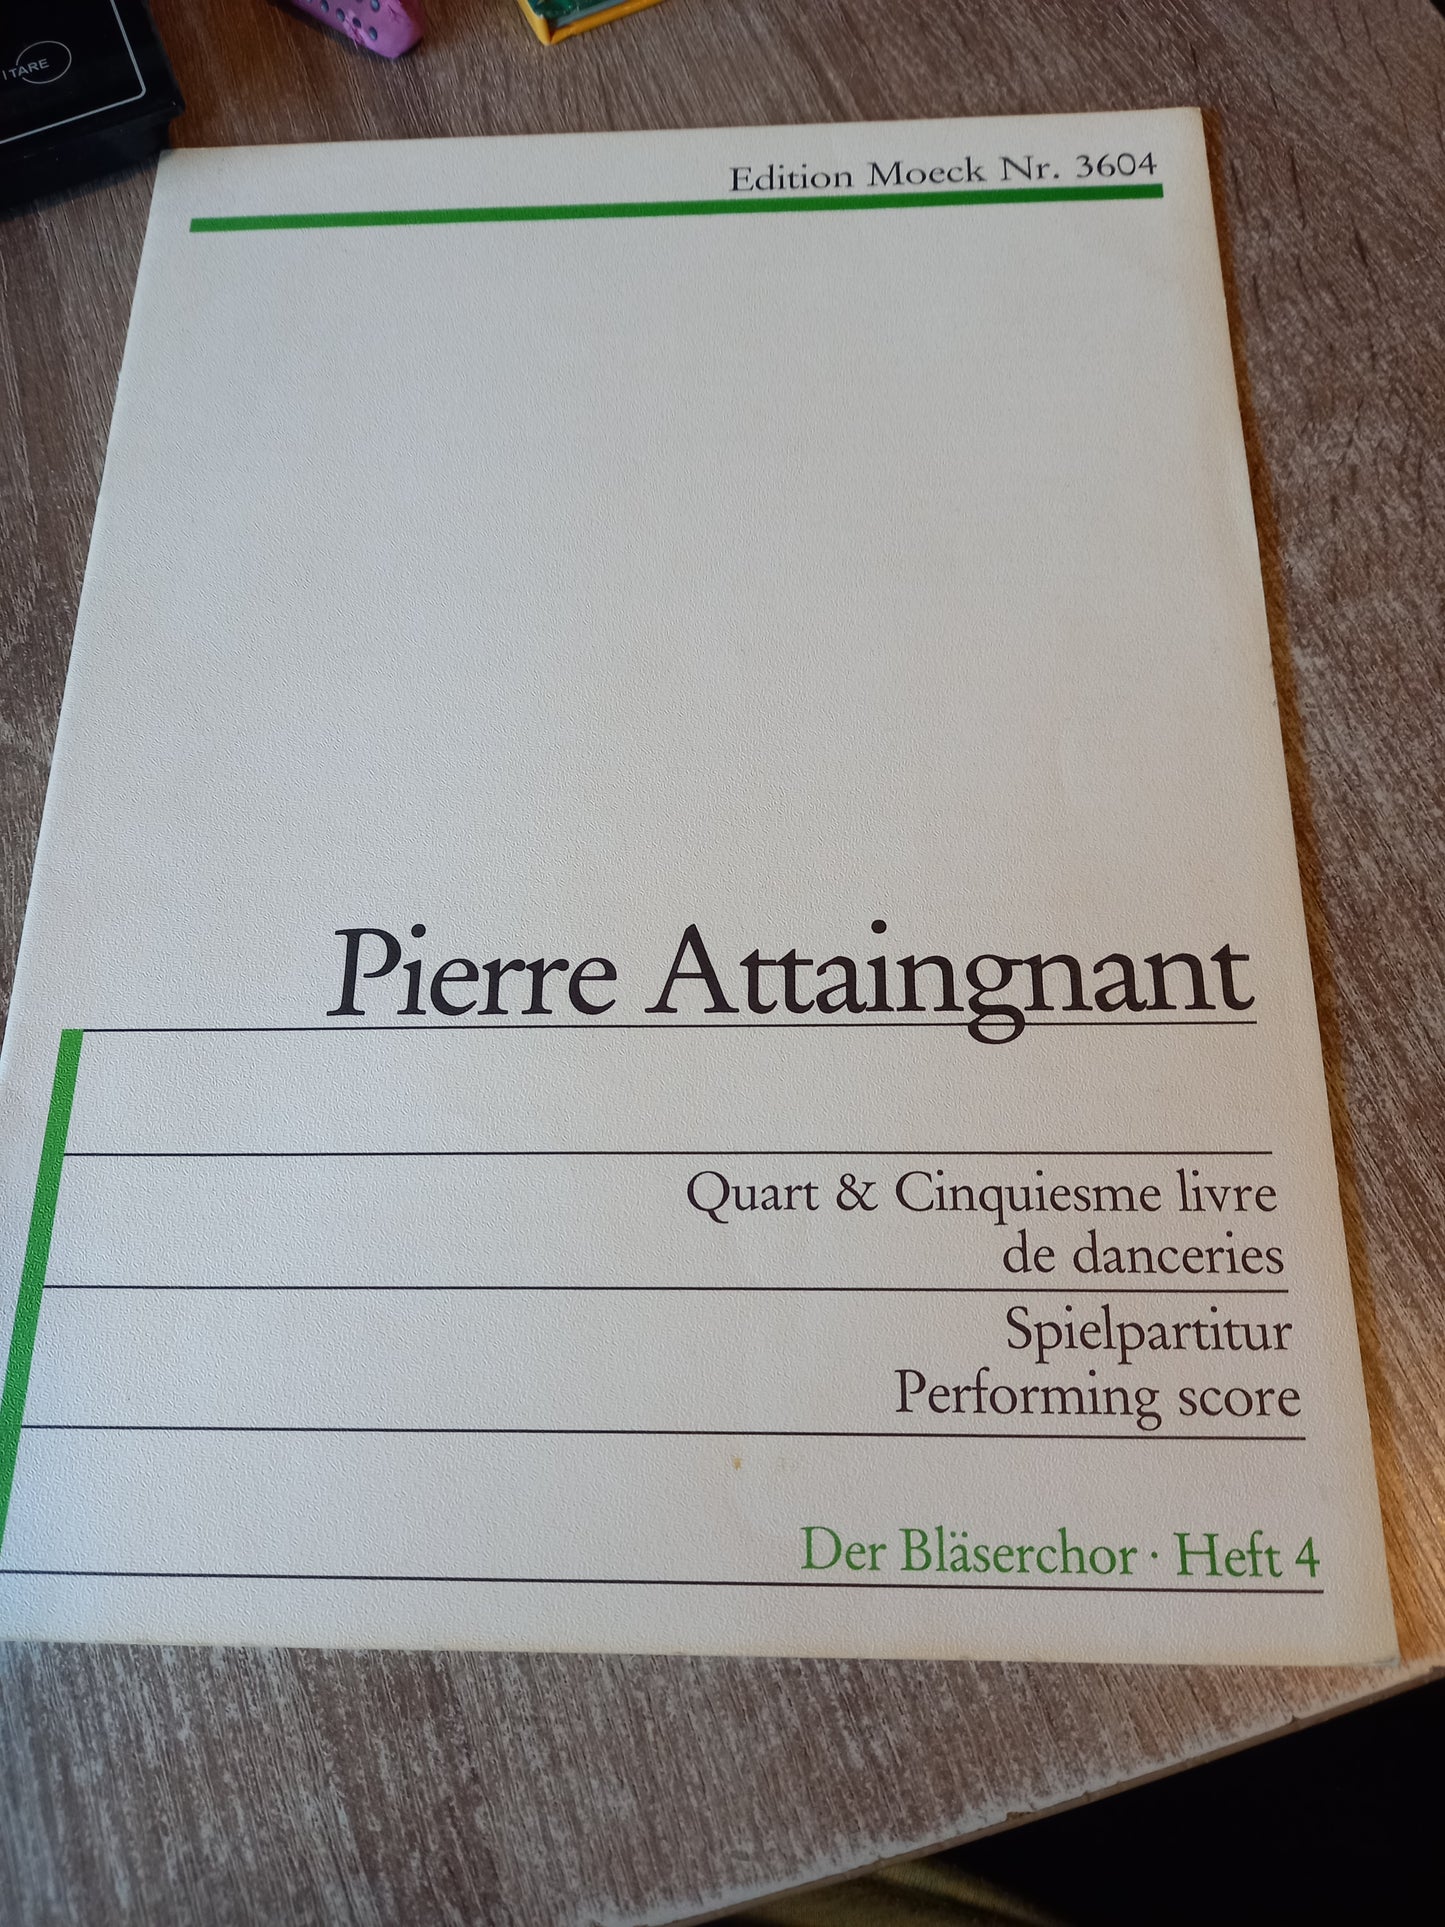 Edition Moeck Nr. 3604
Pierre Attaingnant
Quart & Cinquiesme livre
de danceries
Spielpartitur
Performing score
Der Bläserchor · Heft 4